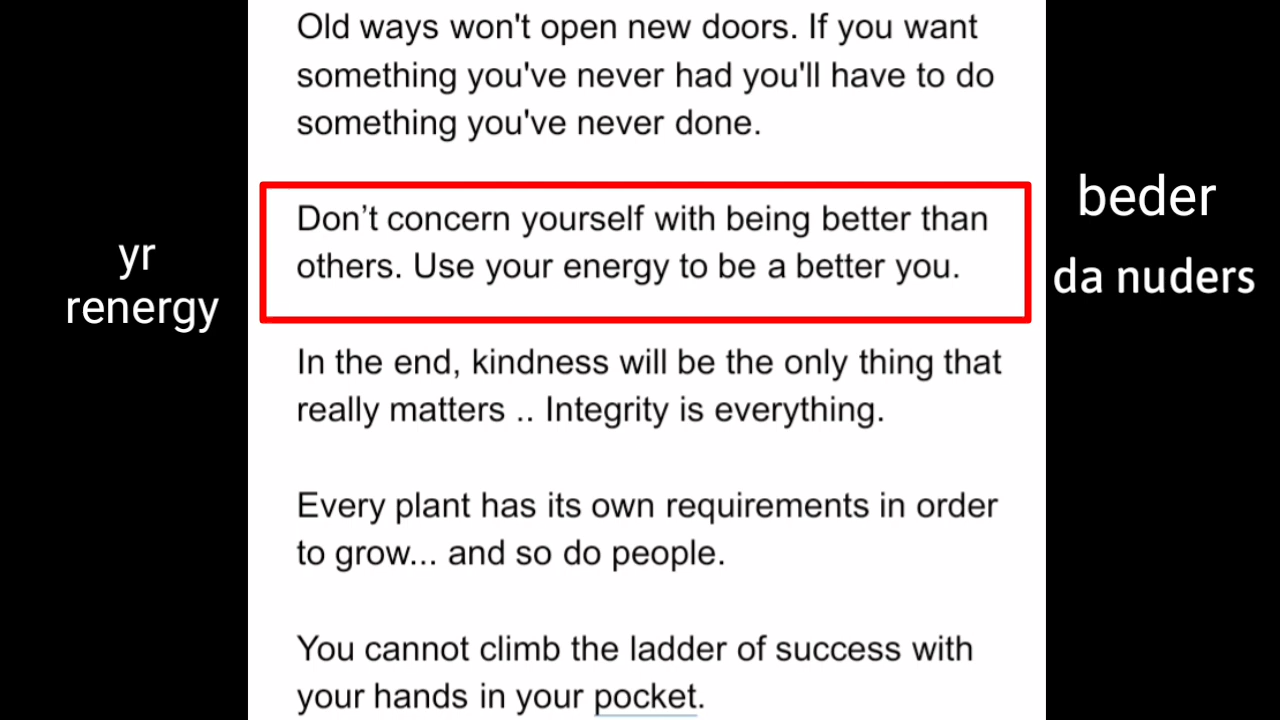 Old ways won't open new doors. If you want
something you've never had you'll have to do
something you've never done.
Don’t concern yourself with being better than
others. Use your energy to be a better you.
In the end, kindness will be the only thing that
really matters .. Integrity is everything.
Every plant has its own requirements in order
to grow... and so do people.
You cannot climb the ladder of success with
your hands in your pocket.
yr
renergy
beder
da nuders